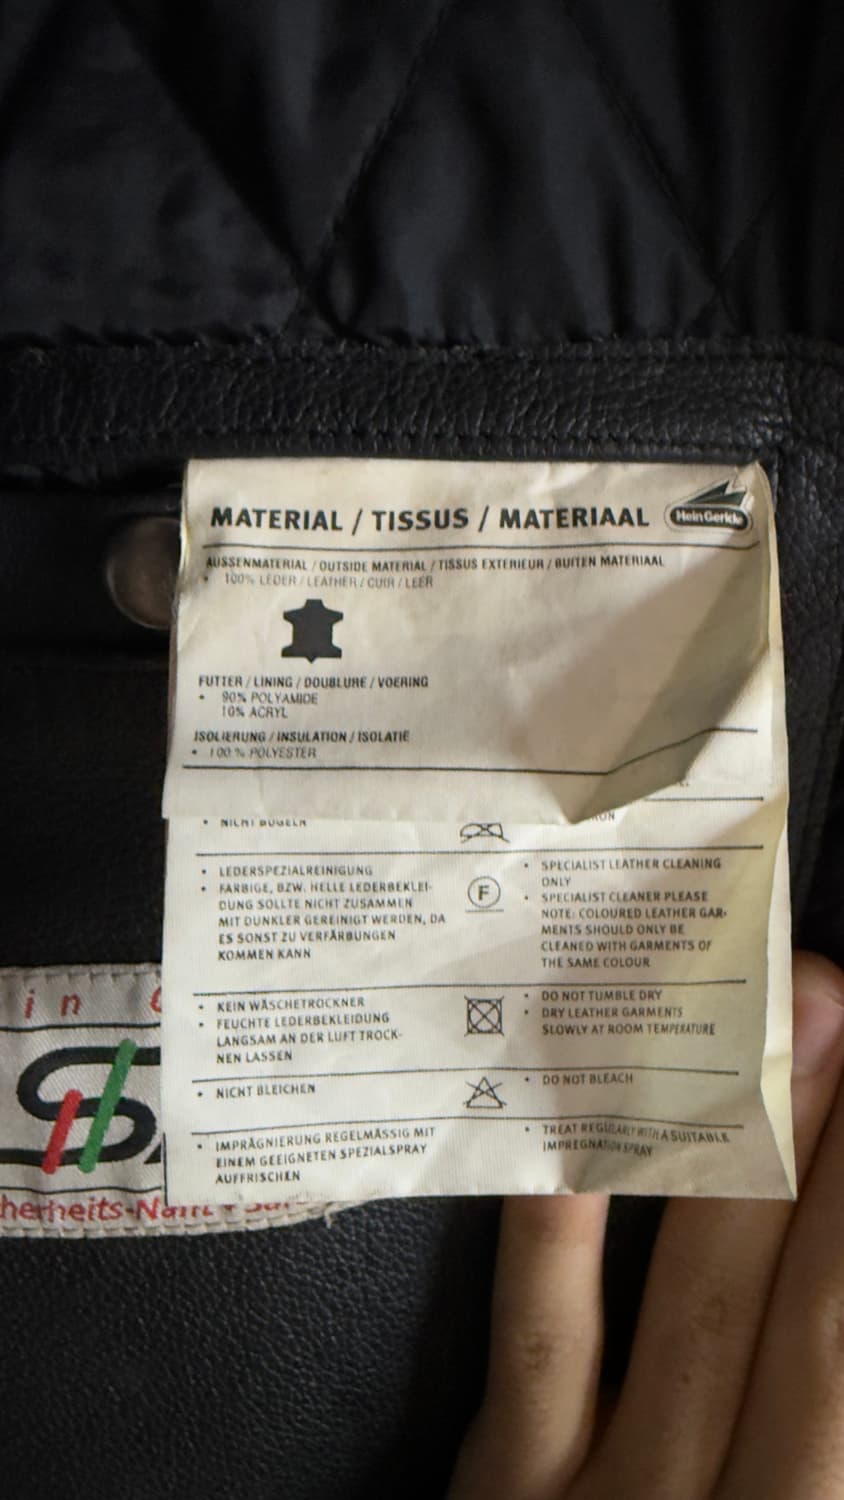 MATERIAL / TISSUS / MATERIAAL
Hein Gericke
AUSSENMATERIAL / OUTSIDE MATERIAL / TISSUS EXTERIEUR / BUITEN MATERIAAL
• 100% LEDER / LEATHER / CUIR / LEER
FUTTER / LINING / DOUBLURE / VOERING
• 90% POLYAMIDE
10% ACRYL
ISOLIERUNG / INSULATION / ISOLATIE
• 100 % POLYESTER
• NICHT BÜGELN
• LEDERSPEZIALREINIGUNG
• FARBIGE, BZW. HELLE LEDERBEKLEI-
DUNG SOLLTE NICHT ZUSAMMEN
MIT DUNKLER GEREINIGT WERDEN, DA
ES SONST ZU VERFÄRBUNGEN
KOMMEN KANN
F
• SPECIALIST LEATHER CLEANING
ONLY
• SPECIALIST CLEANER PLEASE
NOTE: COLOURED LEATHER GAR-
MENTS SHOULD ONLY BE
CLEANED WITH GARMENTS OF
THE SAME COLOUR
• KEIN WÄSCHETROCKNER
• FEUCHTE LEDERBEKLEIDUNG
LANGSAM AN DER LUFT TROCK-
NEN LASSEN
• DO NOT TUMBLE DRY
• DRY LEATHER GARMENTS
SLOWLY AT ROOM TEMPERATURE
• NICHT BLEICHEN
• DO NOT BLEACH
• IMPRÄGNIERUNG REGELMÄSSIG MIT
EINEM GEEIGNETEN SPEZIALSPRAY
AUFFRISCHEN
• TREAT REGULARLY WITH A SUITABLE
IMPREGNATION SPRAY
in
herheits-Naht